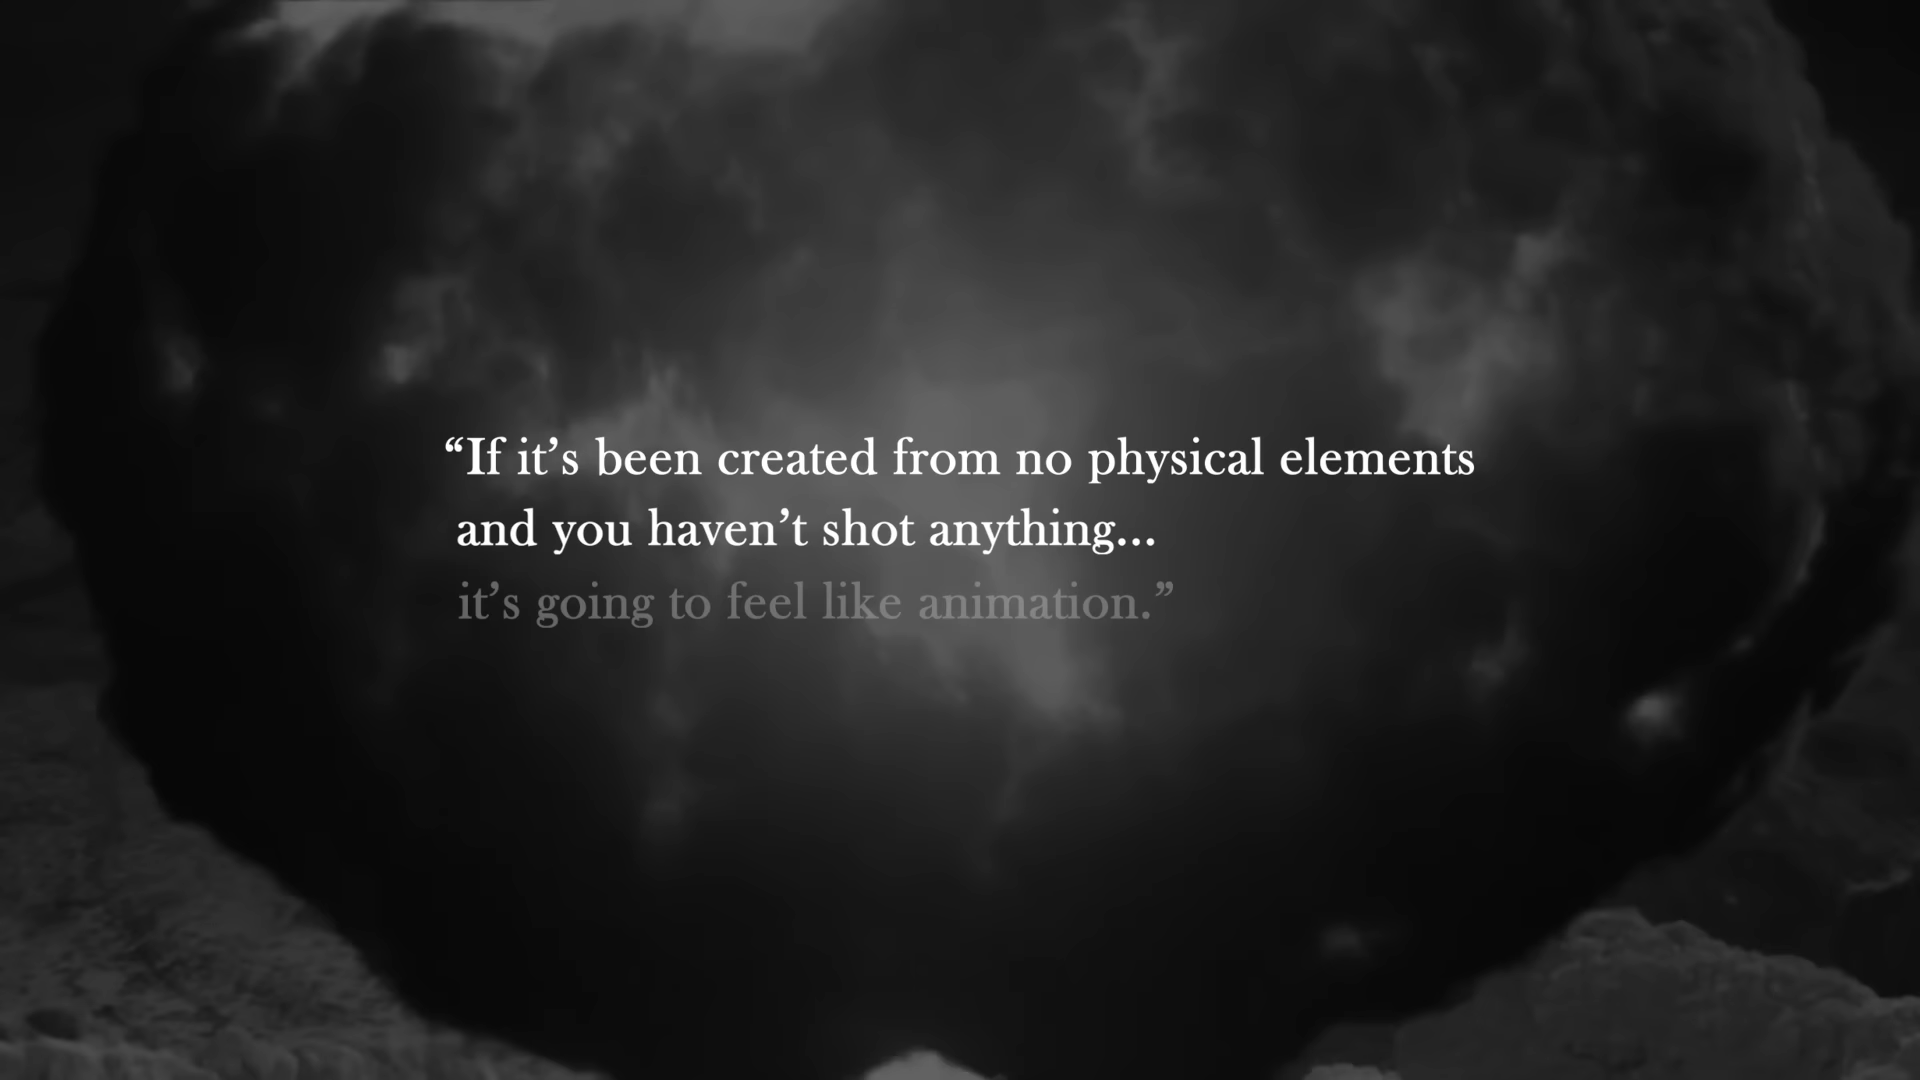 “If it’s been created from no physical elements
and you haven’t shot anything...
it’s going to feel like animation.”